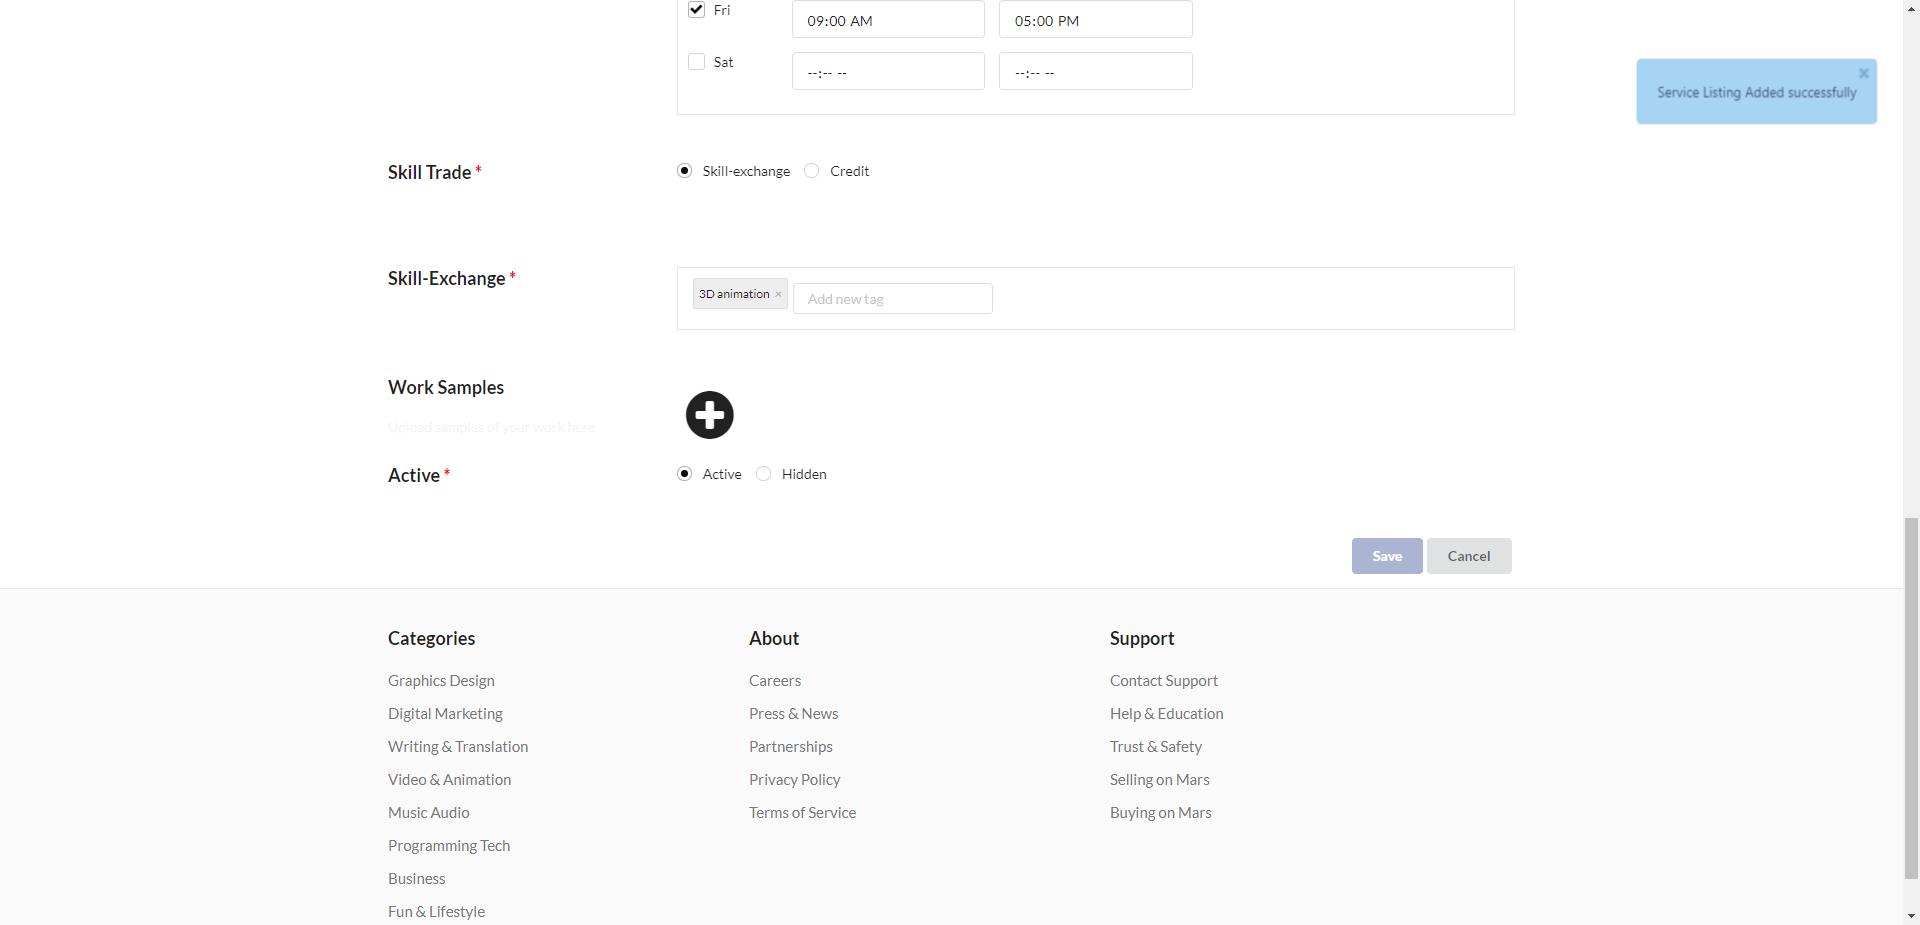 Fri 09:00 AM 05:00 PM
Sat --:-- -- --:-- --
Service Listing Added successfully
Skill Trade * Skill-exchange Credit
Skill-Exchange * 3D animation × Add new tag
Work Samples
Upload samples of your work here
Active * Active Hidden
Save Cancel
Categories
Graphics Design
Digital Marketing
Writing & Translation
Video & Animation
Music Audio
Programming Tech
Business
Fun & Lifestyle
About
Careers
Press & News
Partnerships
Privacy Policy
Terms of Service
Support
Contact Support
Help & Education
Trust & Safety
Selling on Mars
Buying on Mars